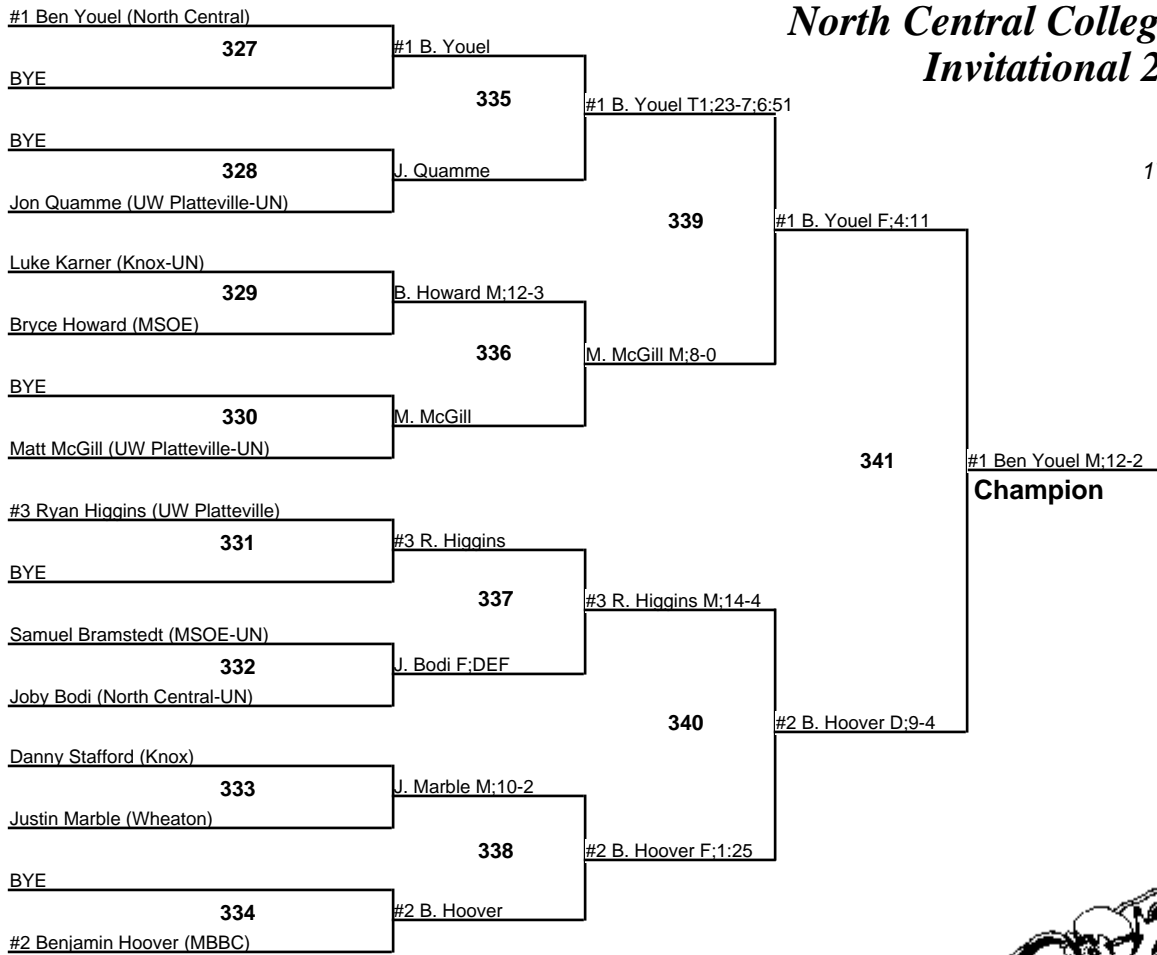 North Central Colleg
Invitational 2
1
#1 Ben Youel (North Central)
327
BYE
#1 B. Youel
335
BYE
328
Jon Quamme (UW Platteville-UN)
J. Quamme
#1 B. Youel T1;23-7;6:51
339
Luke Karner (Knox-UN)
329
Bryce Howard (MSOE)
B. Howard M;12-3
336
BYE
330
Matt McGill (UW Platteville-UN)
M. McGill
M. McGill M;8-0
#1 B. Youel F;4:11
341
#3 Ryan Higgins (UW Platteville)
331
BYE
#3 R. Higgins
337
Samuel Bramstedt (MSOE-UN)
332
Joby Bodi (North Central-UN)
J. Bodi F;DEF
#3 R. Higgins M;14-4
340
Danny Stafford (Knox)
333
Justin Marble (Wheaton)
J. Marble M;10-2
338
BYE
334
#2 Benjamin Hoover (MBBC)
#2 B. Hoover
#2 B. Hoover F;1:25
#2 B. Hoover D;9-4
#1 Ben Youel M;12-2
Champion